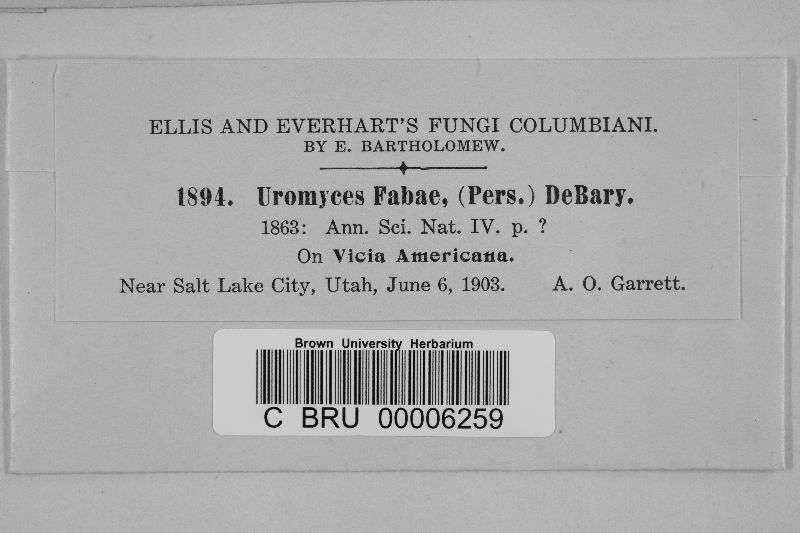 ELLIS AND EVERHART'S FUNGI COLUMBIANI.
BY E. BARTHOLOMEW.
1894. Uromyces Fabae, (Pers.) DeBary.
1863: Ann. Sci. Nat. IV. p. ?
On Vicia Americana.
Near Salt Lake City, Utah, June 6, 1903. A. O. Garrett.
Brown University Herbarium
C BRU 00006259